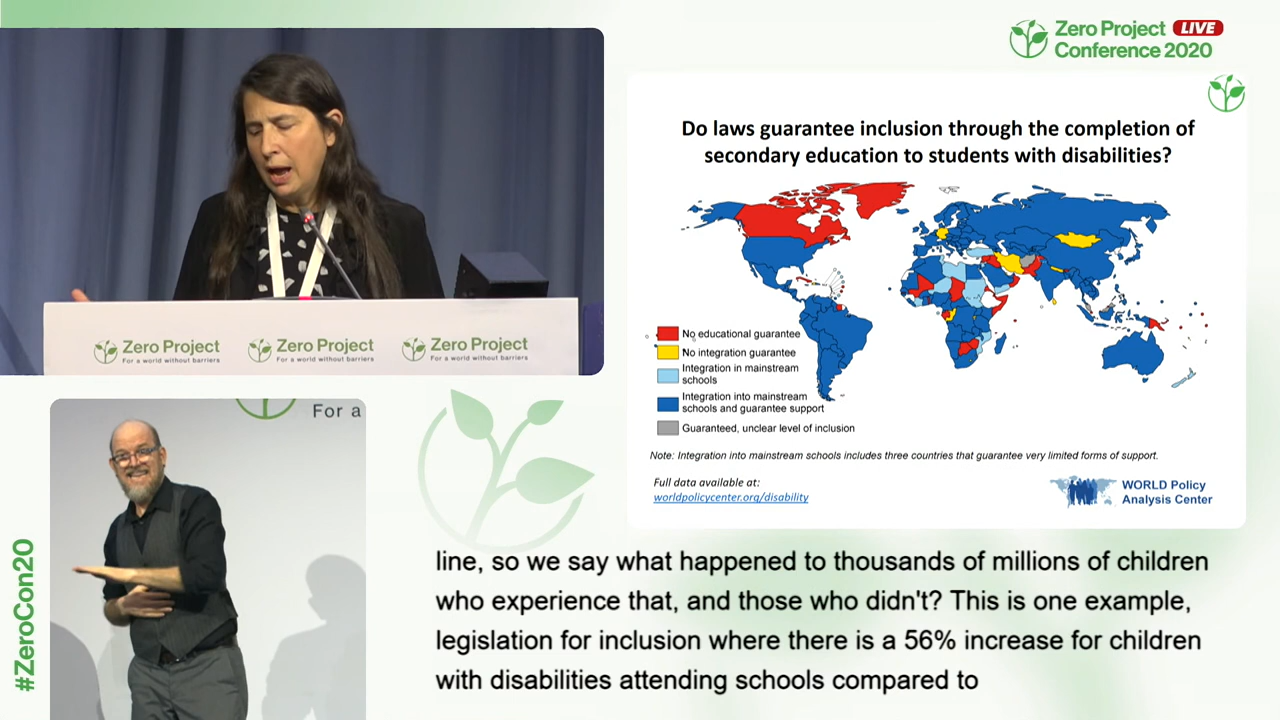 Zero Project LIVE
Conference 2020
Do laws guarantee inclusion through the completion of
secondary education to students with disabilities?
No educational guarantee
No integration guarantee
Integration in mainstream
schools
Integration into mainstream
schools and guarantee support
Guaranteed, unclear level of inclusion
Note: Integration into mainstream schools includes three countries that guarantee very limited forms of support.
Full data available at:
worldpolicycenter.org/disability
WORLD Policy
Analysis Center
Zero Project
For a world without barriers
Zero Project
For a world without barriers
Zero Project
For a world without barriers
For a
#ZeroCon20
line, so we say what happened to thousands of millions of children
who experience that, and those who didn't? This is one example,
legislation for inclusion where there is a 56% increase for children
with disabilities attending schools compared to